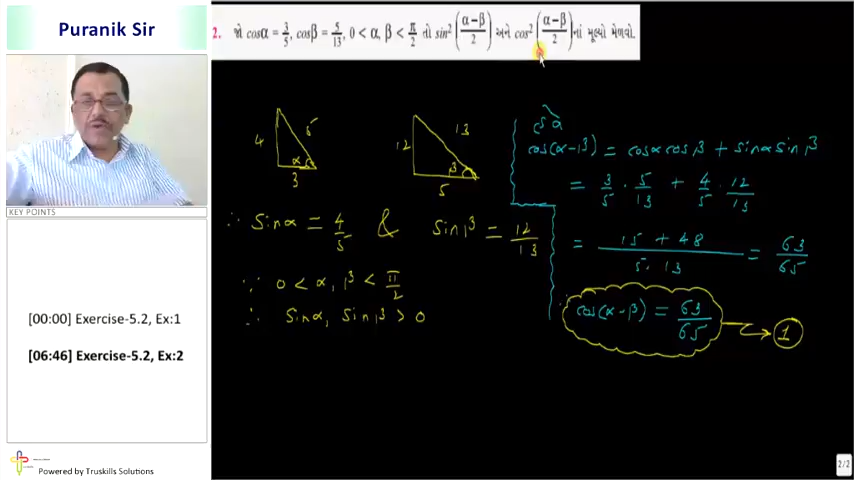 Puranik Sir
2. જો cosα = 3/5, cosβ = 5/13, 0 < α, β < π/2 તો sin² (α−β/2) અને cos² (α−β/2) નાં મૂલ્યો મેળવો.
4 5 α 3
12 13 β 5
cos(α−β) = cosα cosβ + sinα sinβ
= 3/5 · 5/13 + 4/5 · 12/13
∴ Sinα = 4/5 & sinβ = 12/13
= 15 + 48 / 5·13 = 63/65
∵ 0 < α, β < π/2
∴ Sinα, Sinβ > 0
cos(α−β) = 63/65 → 1
KEY POINTS
[00:00] Exercise-5.2, Ex:1
[06:46] Exercise-5.2, Ex:2
Powered by Truskills Solutions
2/2